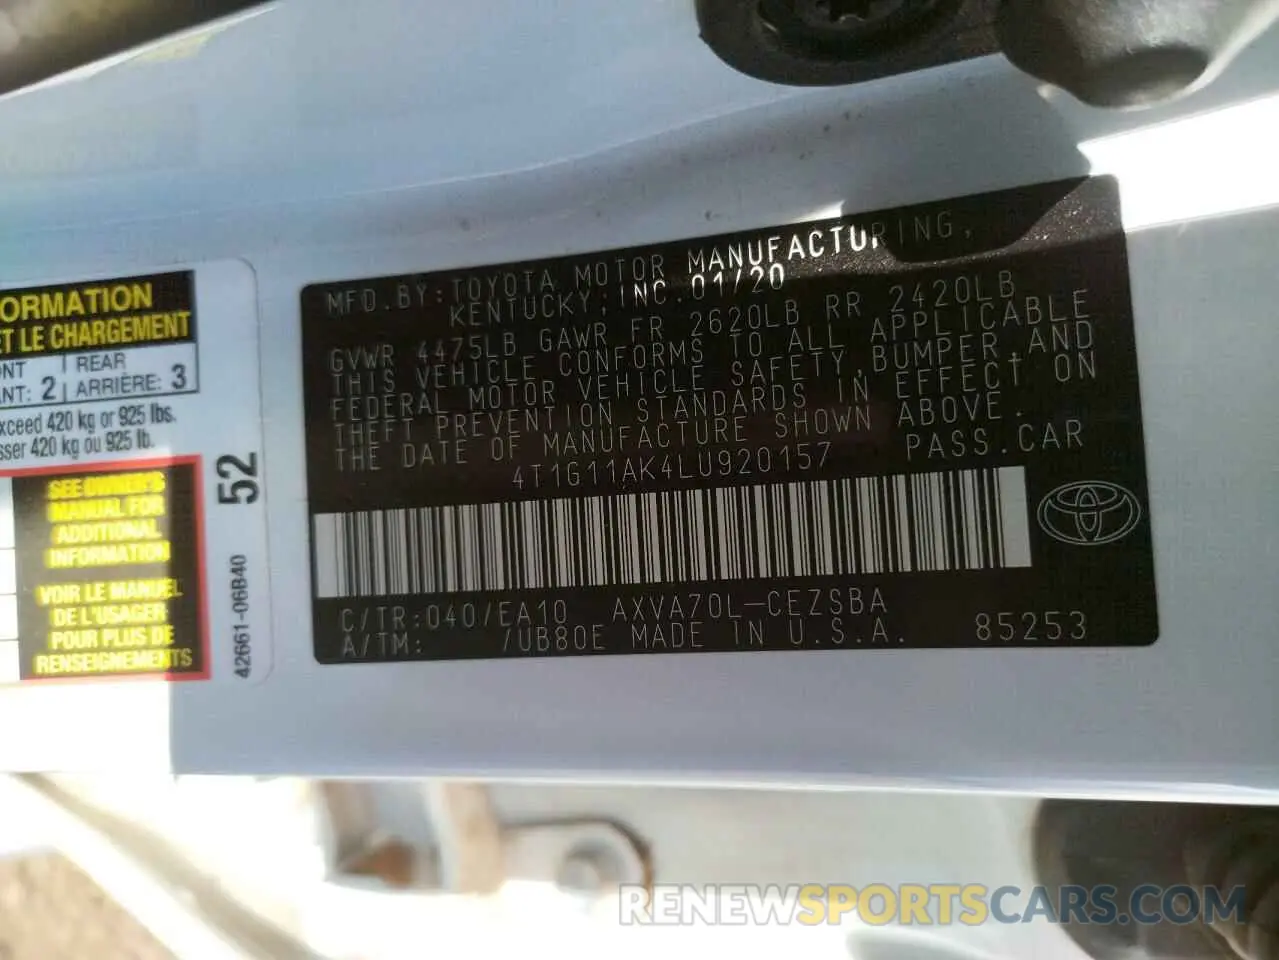 ORMATION
ET LE CHARGEMENT
REAR
ANT: 2 ARRIÈRE: 3
xceed 420 kg or 925 lbs.
sser 420 kg ou 925 lb.
SEE OWNER'S
MANUAL FOR
ADDITIONAL
INFORMATION
VOIR LE MANUEL
DE L'USAGER
POUR PLUS DE
RENSEIGNEMENTS
52
42661-06B40
MFD.BY:TOYOTA MOTOR MANUFACTURING,
KENTUCKY,INC.01/20
GVWR 4475LB GAWR FR 2620LB RR 2420LB
THIS VEHICLE CONFORMS TO ALL APPLICABLE
FEDERAL MOTOR VEHICLE SAFETY,BUMPER,AND
THEFT PREVENTION STANDARDS IN EFFECT ON
THE DATE OF MANUFACTURE SHOWN ABOVE.
4T1G11AK4LU920157 PASS.CAR
C/TR:040/EA10 AXVA70L-CEZSBA
A/TM: /UB80E MADE IN U.S.A. 85253
RENEWSPORTSCARS.COM